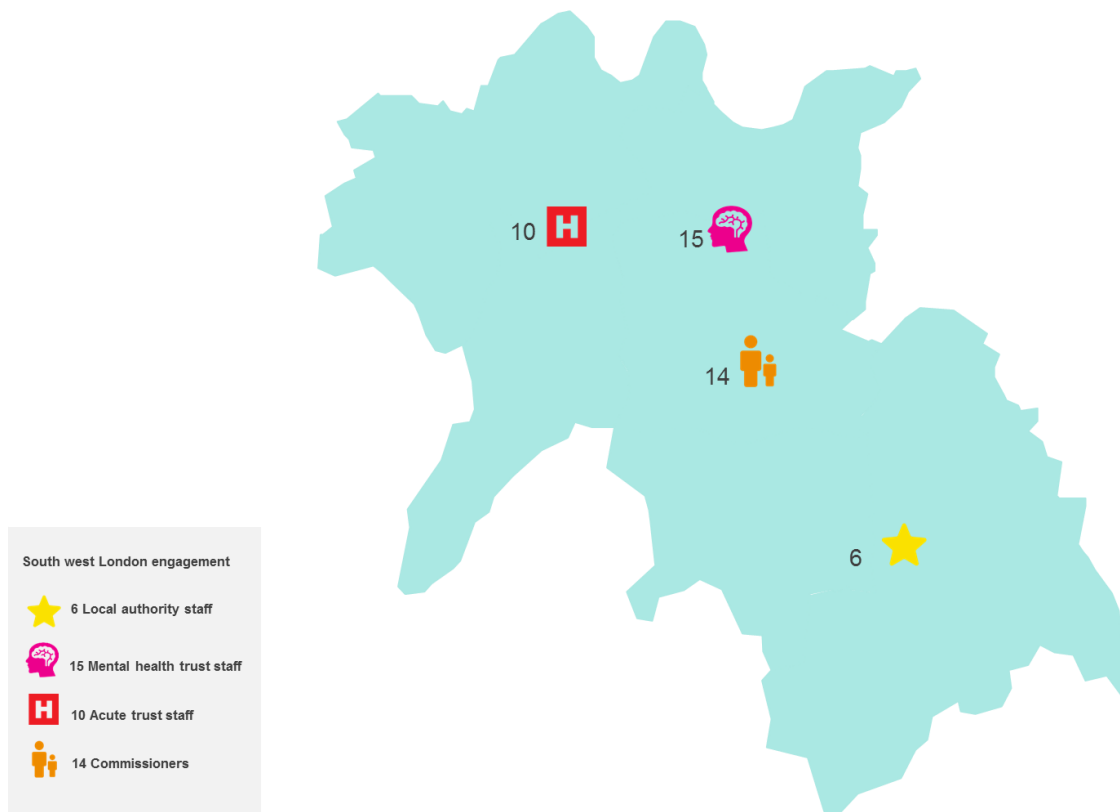 10 H
15
14
6
South west London engagement
6 Local authority staff
15 Mental health trust staff
H 10 Acute trust staff
14 Commissioners